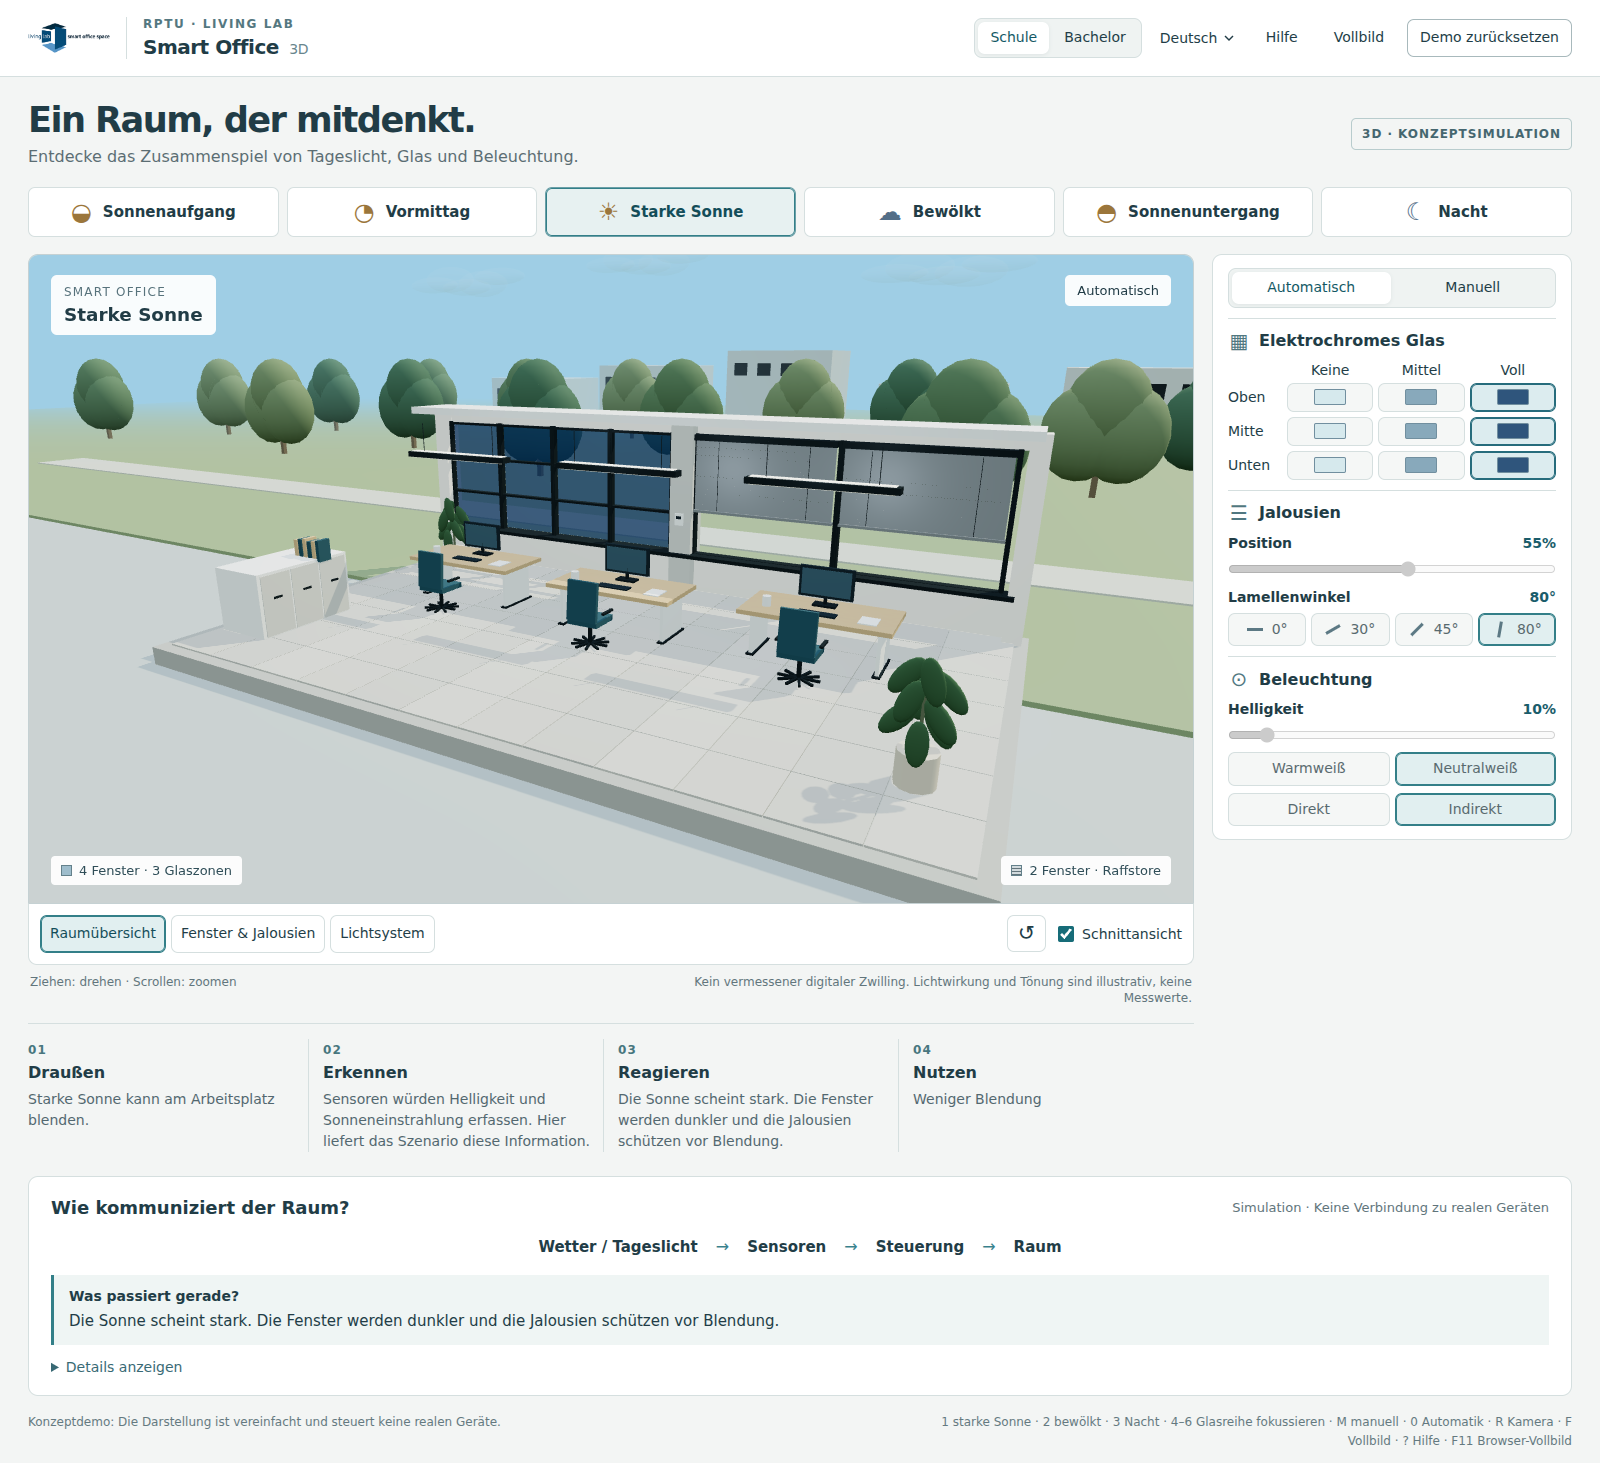 living lab smart office space
RPTU · LIVING LAB
Smart Office 3D
Schule
Bachelor
Deutsch
Hilfe
Vollbild
Demo zurücksetzen
Ein Raum, der mitdenkt.
Entdecke das Zusammenspiel von Tageslicht, Glas und Beleuchtung.
3D · KONZEPTSIMULATION
Sonnenaufgang
Vormittag
Starke Sonne
Bewölkt
Sonnenuntergang
Nacht
SMART OFFICE
Starke Sonne
Automatisch
4 Fenster · 3 Glaszonen
2 Fenster · Raffstore
Raumübersicht
Fenster & Jalousien
Lichtsystem
Schnittansicht
Ziehen: drehen · Scrollen: zoomen
Kein vermessener digitaler Zwilling. Lichtwirkung und Tönung sind illustrativ, keine
Messwerte.
Automatisch
Manuell
Elektrochromes Glas
Keine Mittel Voll
Oben
Mitte
Unten
Jalousien
Position 55%
Lamellenwinkel 80°
0° 30° 45° 80°
Beleuchtung
Helligkeit 10%
Warmweiß
Neutralweiß
Direkt
Indirekt
01
Draußen
Starke Sonne kann am Arbeitsplatz
blenden.
02
Erkennen
Sensoren würden Helligkeit und
Sonneneinstrahlung erfassen. Hier
liefert das Szenario diese Information.
03
Reagieren
Die Sonne scheint stark. Die Fenster
werden dunkler und die Jalousien
schützen vor Blendung.
04
Nutzen
Weniger Blendung
Wie kommuniziert der Raum?
Simulation · Keine Verbindung zu realen Geräten
Wetter / Tageslicht → Sensoren → Steuerung → Raum
Was passiert gerade?
Die Sonne scheint stark. Die Fenster werden dunkler und die Jalousien schützen vor Blendung.
Details anzeigen
Konzeptdemo: Die Darstellung ist vereinfacht und steuert keine realen Geräte.
1 starke Sonne · 2 bewölkt · 3 Nacht · 4–6 Glasreihe fokussieren · M manuell · 0 Automatik · R Kamera · F
Vollbild · ? Hilfe · F11 Browser-Vollbild